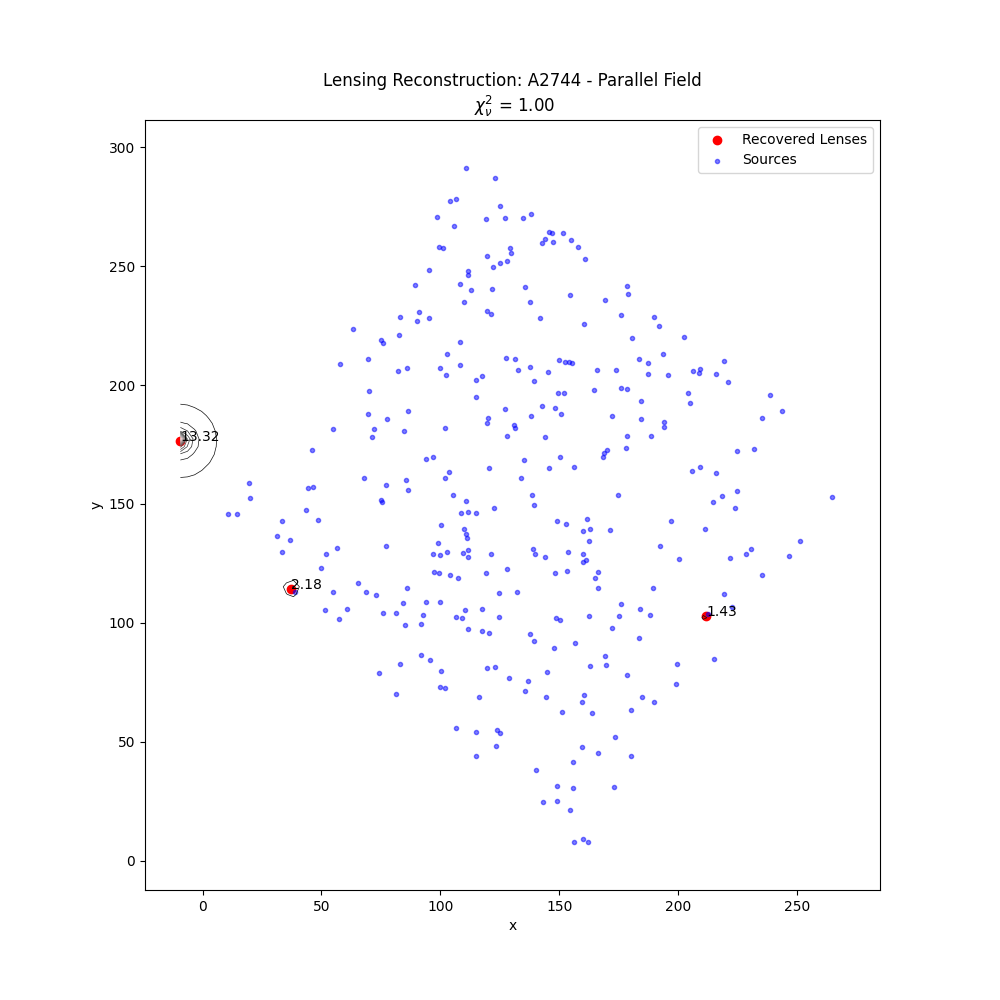 Lensing Reconstruction: A2744 - Parallel Field
χ²ᵥ = 1.00
Recovered Lenses
Sources
300
250
200
150
100
50
0
y
13.32
2.18
1.43
0
50
100
150
200
250
x